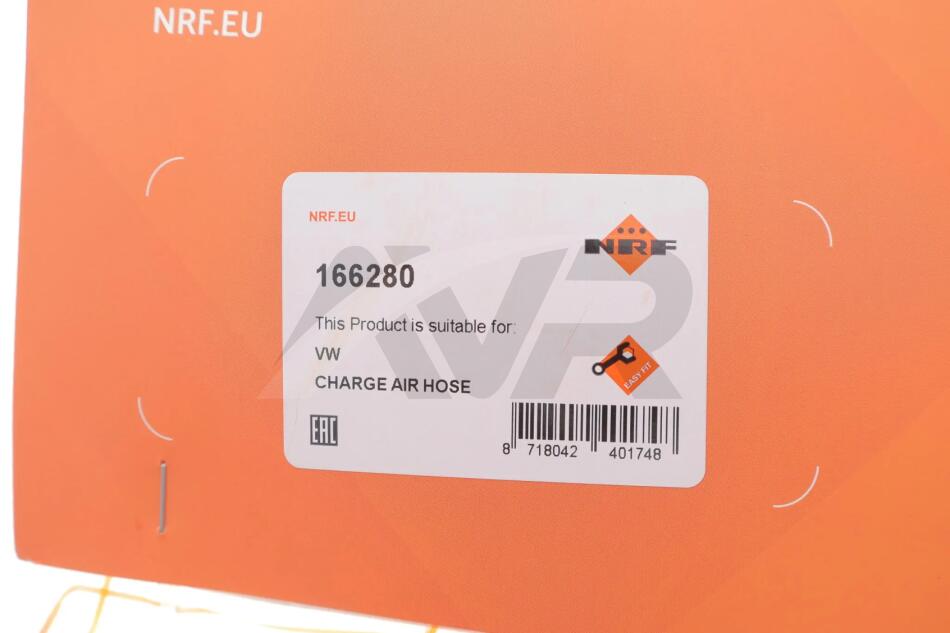 NRF.EU
NRF.EU
NRF
166280
This Product is suitable for:
VW
CHARGE AIR HOSE
EASY FIT
EAC
8 718042 401748
AVR